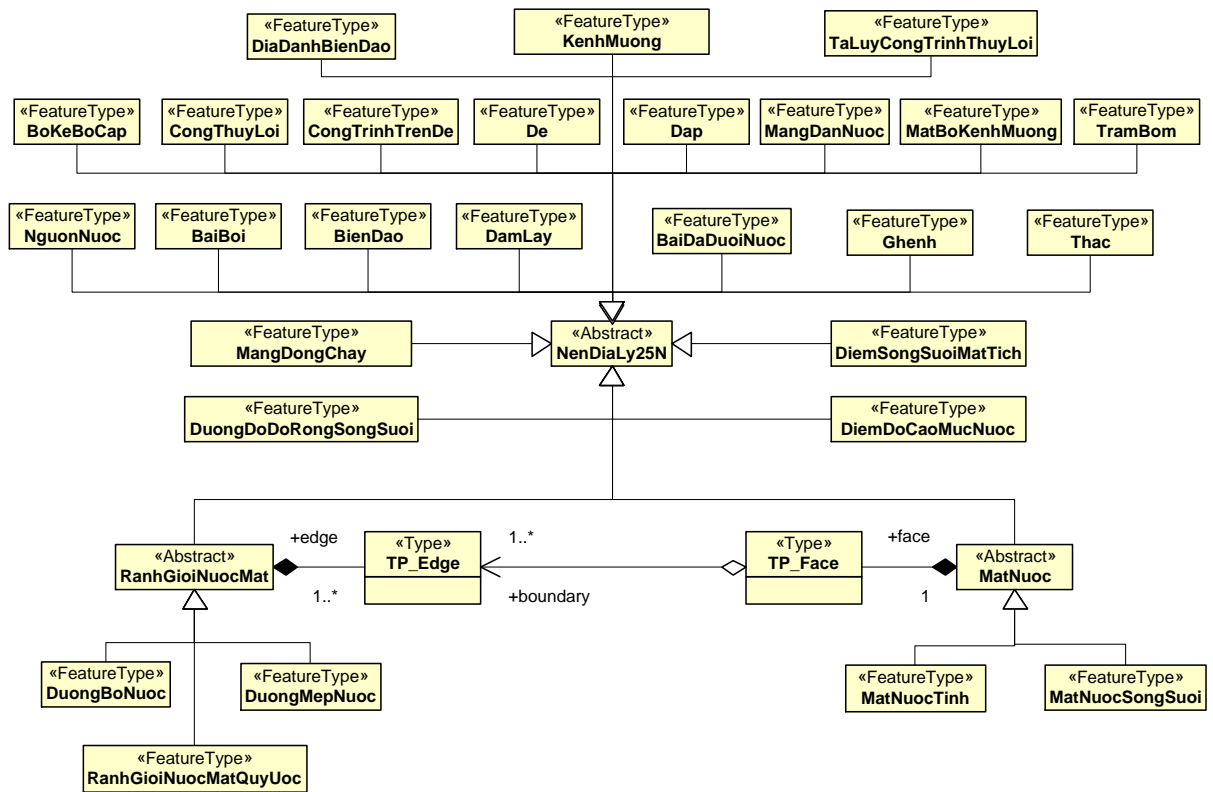 «FeatureType»
DiaDanhBienDao
«FeatureType»
KenhMuong
«FeatureType»
TaLuyCongTrinhThuyLoi
«FeatureType»
BoKeBoCap
«FeatureType»
CongThuyLoi
«FeatureType»
CongTrinhTrenDe
«FeatureType»
De
«FeatureType»
Dap
«FeatureType»
MangDanNuoc
«FeatureType»
MatBoKenhMuong
«FeatureType»
TramBom
«FeatureType»
NguonNuoc
«FeatureType»
BaiBoi
«FeatureType»
BienDao
«FeatureType»
DamLay
«FeatureType»
BaiDaDuoiNuoc
«FeatureType»
Ghenh
«FeatureType»
Thac
«FeatureType»
MangDongChay
«Abstract»
NenDiaLy25N
«FeatureType»
DiemSongSuoiMatTich
«FeatureType»
DuongDoDoRongSongSuoi
«FeatureType»
DiemDoCaoMucNuoc
«Abstract»
RanhGioiNuocMat
+edge
1..*
«Type»
TP_Edge
1..*
+boundary
«Type»
TP_Face
+face
1
«Abstract»
MatNuoc
«FeatureType»
DuongBoNuoc
«FeatureType»
DuongMepNuoc
«FeatureType»
MatNuocTinh
«FeatureType»
MatNuocSongSuoi
«FeatureType»
RanhGioiNuocMatQuyUoc